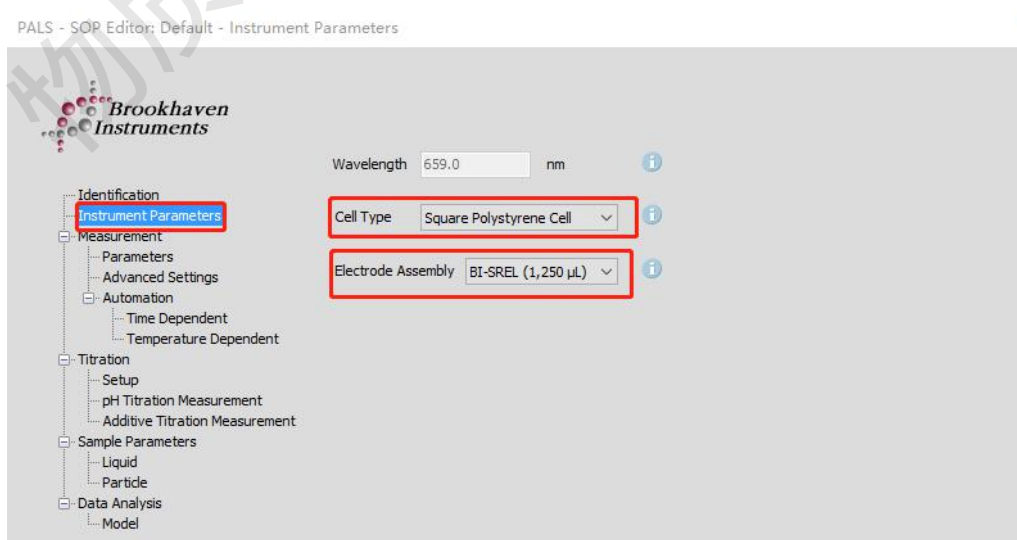 PALS - SOP Editor: Default - Instrument Parameters
Brookhaven
Instruments
Wavelength 659.0 nm
Identification
Instrument Parameters
Cell Type Square Polystyrene Cell
Measurement
Parameters
Electrode Assembly BI-SREL (1,250 µL)
Advanced Settings
Automation
Time Dependent
Temperature Dependent
Titration
Setup
pH Titration Measurement
Additive Titration Measurement
Sample Parameters
Liquid
Particle
Data Analysis
Model